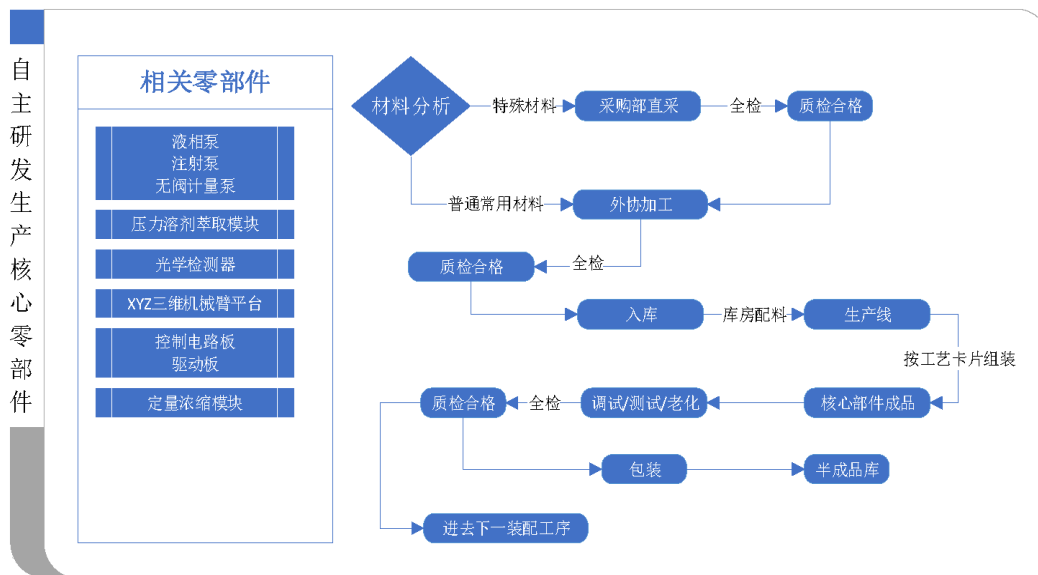 自主研发生产核心零部件
相关零部件
液相泵
注射泵
无阀计量泵
压力溶剂萃取模块
光学检测器
XYZ三维机械臂平台
控制电路板
驱动板
定量浓缩模块
材料分析
特殊材料
采购部直采
全检
质检合格
普通常用材料
外协加工
全检
质检合格
入库
库房配料
生产线
按工艺卡片组装
核心部件成品
调试/测试/老化
全检
质检合格
包装
半成品库
进去下一装配工序